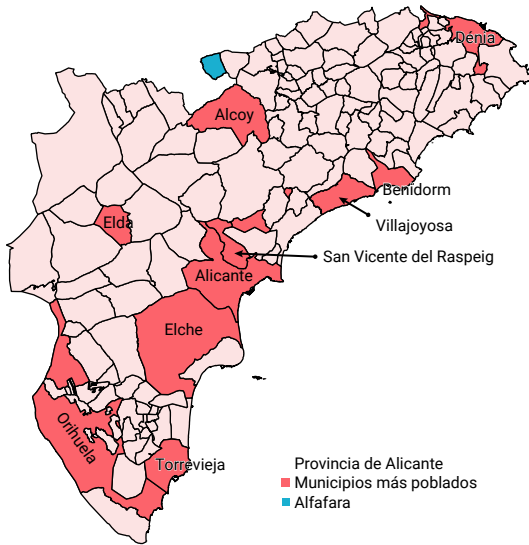 Dénia
Alcoy
Benidorm
Elda
Villajoyosa
San Vicente del Raspeig
Alicante
Elche
Orihuela
Torrevieja
Provincia de Alicante
Municipios más poblados
Alfafara